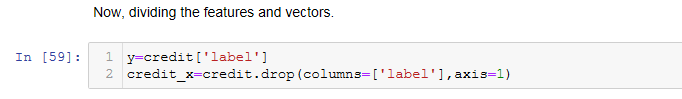 Now, dividing the features and vectors.
In [59]:
1 y=credit['label']
2 credit_x=credit.drop(columns=['label'],axis=1)